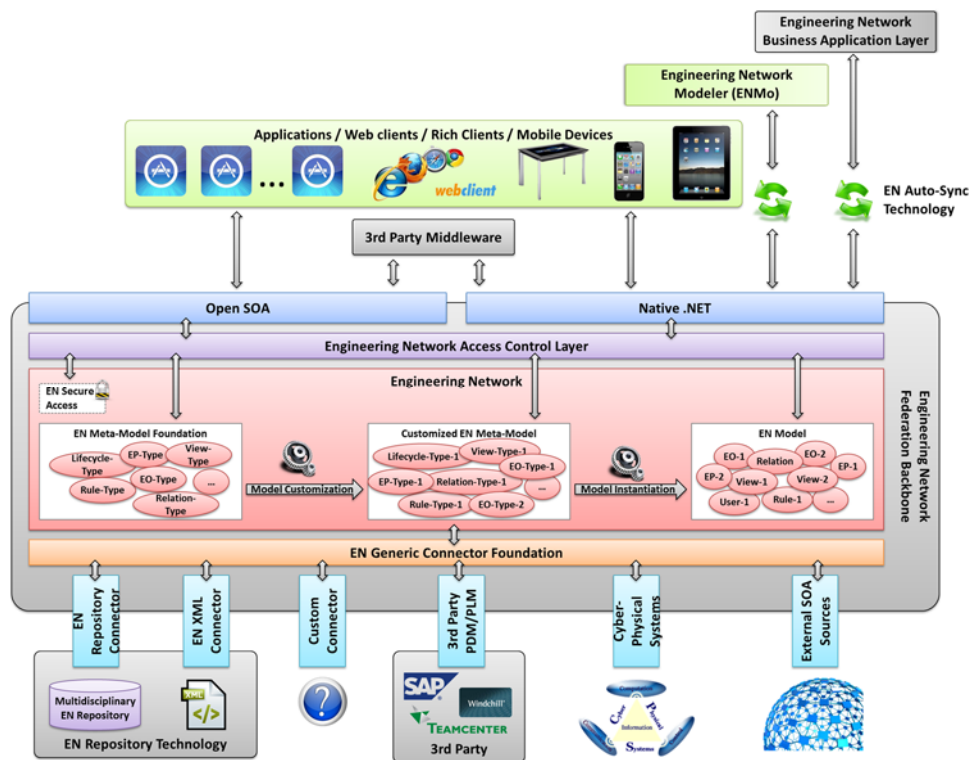 Engineering Network
Business Application Layer
Engineering Network
Modeler (ENMo)
Applications / Web clients / Rich Clients / Mobile Devices
...
webclient
EN Auto-Sync
Technology
3rd Party Middleware
Open SOA
Native .NET
Engineering Network Access Control Layer
Engineering Network
EN Secure
Access
Engineering Network
Federation Backbone
EN Meta-Model Foundation
Lifecycle-
Type
EP-Type
View-
Type
Rule-Type
EO-Type
...
Relation-
Type
Model Customization
Customized EN Meta-Model
Lifecycle-Type-1
View-Type-1
EO-Type-1
EP-Type-1
Relation-Type-1
...
Rule-Type-1
EO-Type-2
Model Instantiation
EN Model
EO-1
Relation
EO-2
EP-1
EP-2
View-1
View-2
User-1
Rule-1
...
EN Generic Connector Foundation
EN
Repository
Connector
EN XML
Connector
Custom
Connector
3rd Party
PDM/PLM
Cyber-
Physical
Systems
External SOA
Sources
Multidisciplinary
EN Repository
XML
</>
EN Repository Technology
?
SAP
Windchill
TEAMCENTER
3rd Party
Computation
Cyber
Physical
Information
Systems